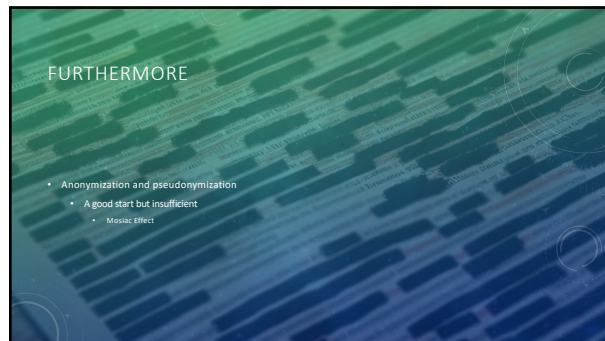 FURTHERMORE
• Anonymization and pseudonymization
• A good start but insufficient
• Mosiac Effect